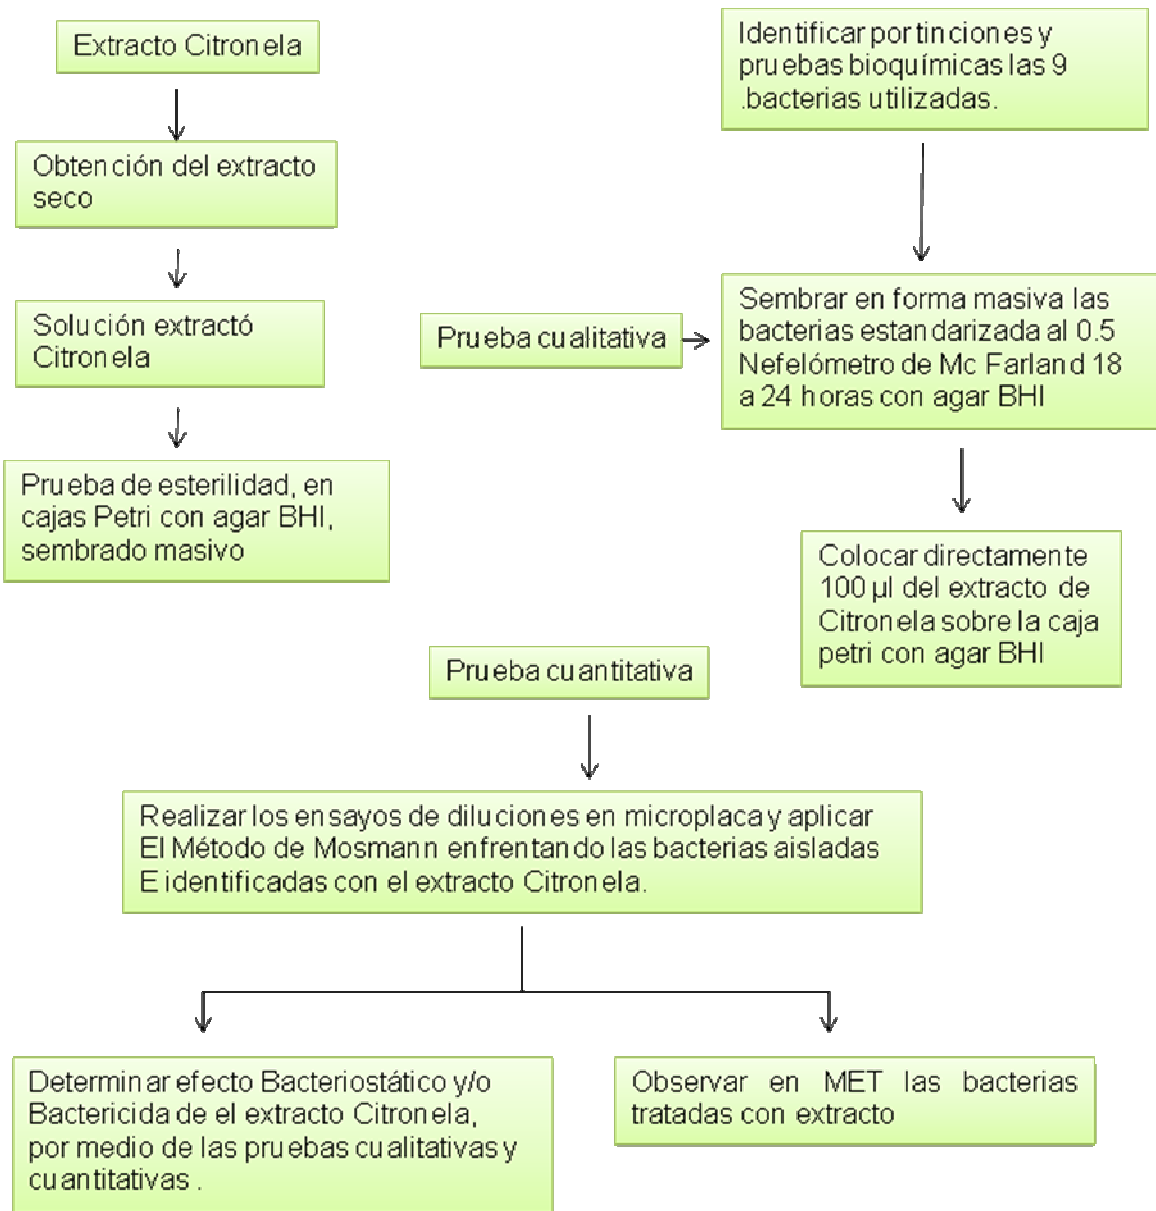 Extracto Citronela
Obtención del extracto
seco
Solución extractó
Citronela
Prueba de esterilidad, en
cajas Petri con agar BHI,
sembrado masivo
Identificar por tinciones y
pruebas bioquímicas las 9
.bacterias utilizadas.
Prueba cualitativa
Sembrar en forma masiva las
bacterias estandarizada al 0.5
Nefelómetro de Mc Farland 18
a 24 horas con agar BHI
Colocar directamente
100 µl del extracto de
Citronela sobre la caja
petri con agar BHI
Prueba cuantitativa
Realizar los ensayos de diluciones en microplaca y aplicar
El Método de Mosmann enfrentando las bacterias aisladas
E identificadas con el extracto Citronela.
Determinar efecto Bacteriostático y/o
Bactericida de el extracto Citronela,
por medio de las pruebas cualitativas y
cuantitativas .
Observar en MET las bacterias
tratadas con extracto